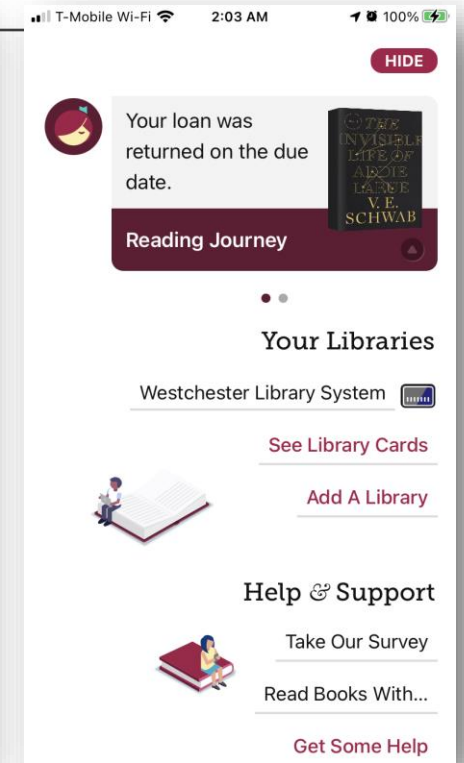 T-Mobile Wi-Fi 2:03 AM 100%
HIDE
Your loan was
returned on the due
date.
THE
INVISIBLE
LIFE OF
ADDIE
LARUE
V. E.
SCHWAB
Reading Journey
Your Libraries
Westchester Library System
See Library Cards
Add A Library
Help & Support
Take Our Survey
Read Books With...
Get Some Help